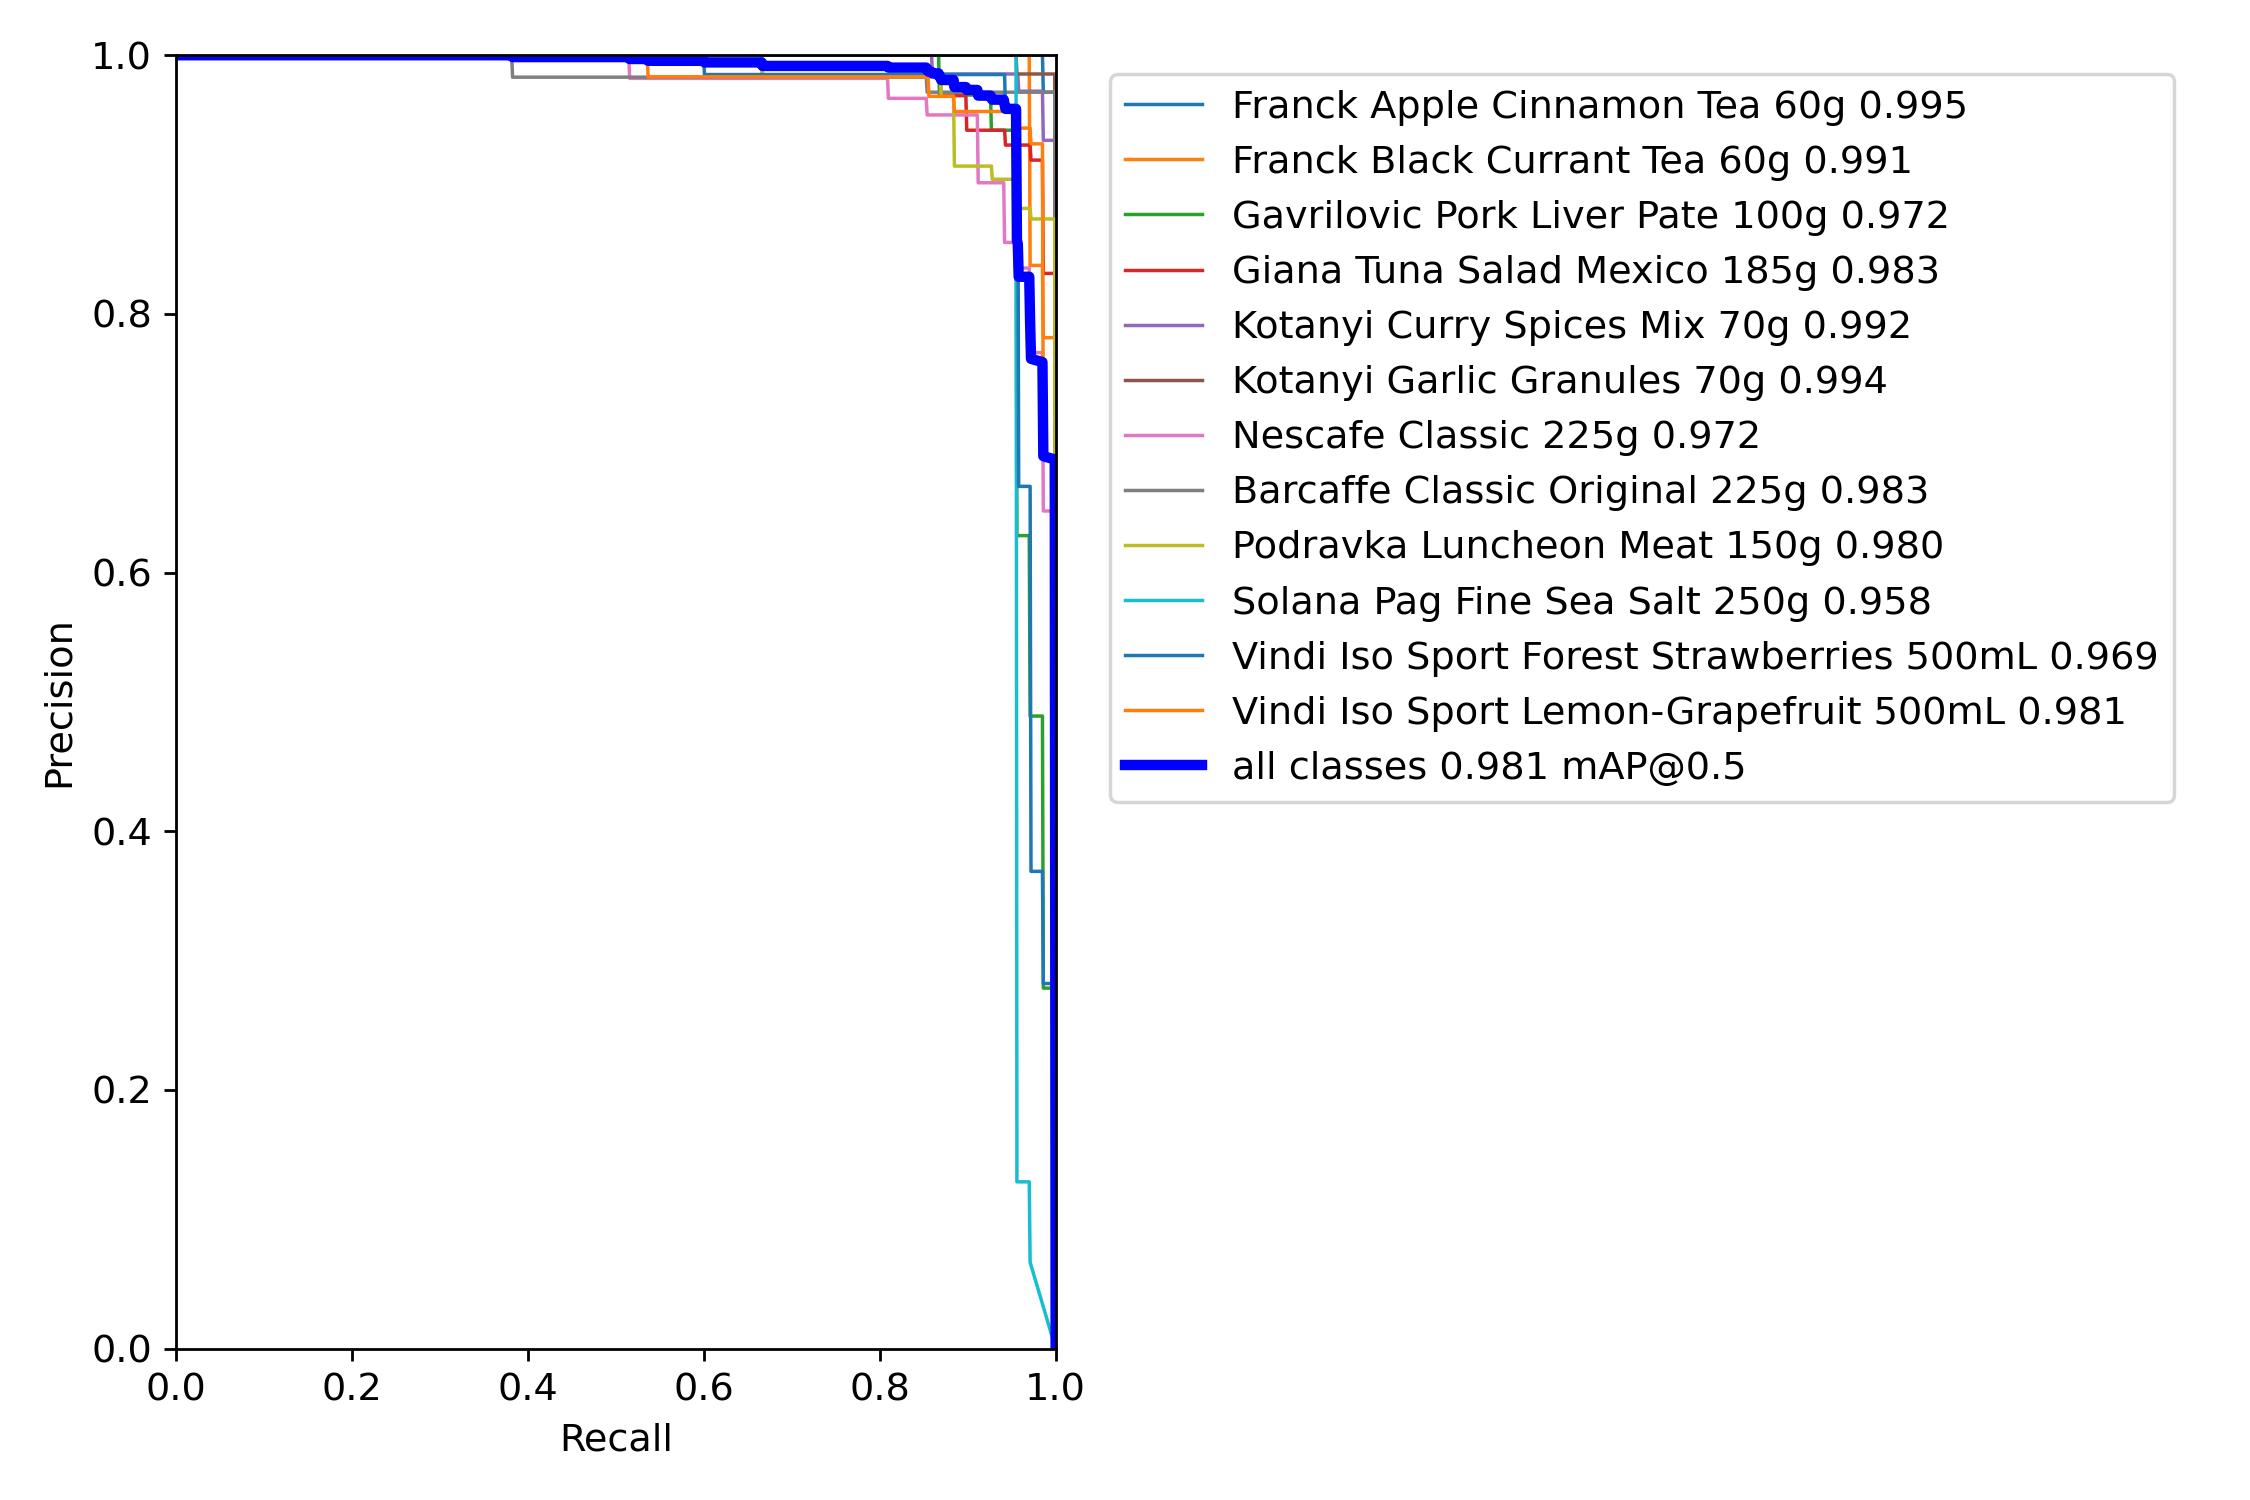 1.0
0.8
0.6
0.4
0.2
0.0
Precision
0.0 0.2 0.4 0.6 0.8 1.0
Recall
Franck Apple Cinnamon Tea 60g 0.995
Franck Black Currant Tea 60g 0.991
Gavrilovic Pork Liver Pate 100g 0.972
Giana Tuna Salad Mexico 185g 0.983
Kotanyi Curry Spices Mix 70g 0.992
Kotanyi Garlic Granules 70g 0.994
Nescafe Classic 225g 0.972
Barcaffe Classic Original 225g 0.983
Podravka Luncheon Meat 150g 0.980
Solana Pag Fine Sea Salt 250g 0.958
Vindi Iso Sport Forest Strawberries 500mL 0.969
Vindi Iso Sport Lemon-Grapefruit 500mL 0.981
all classes 0.981 mAP@0.5